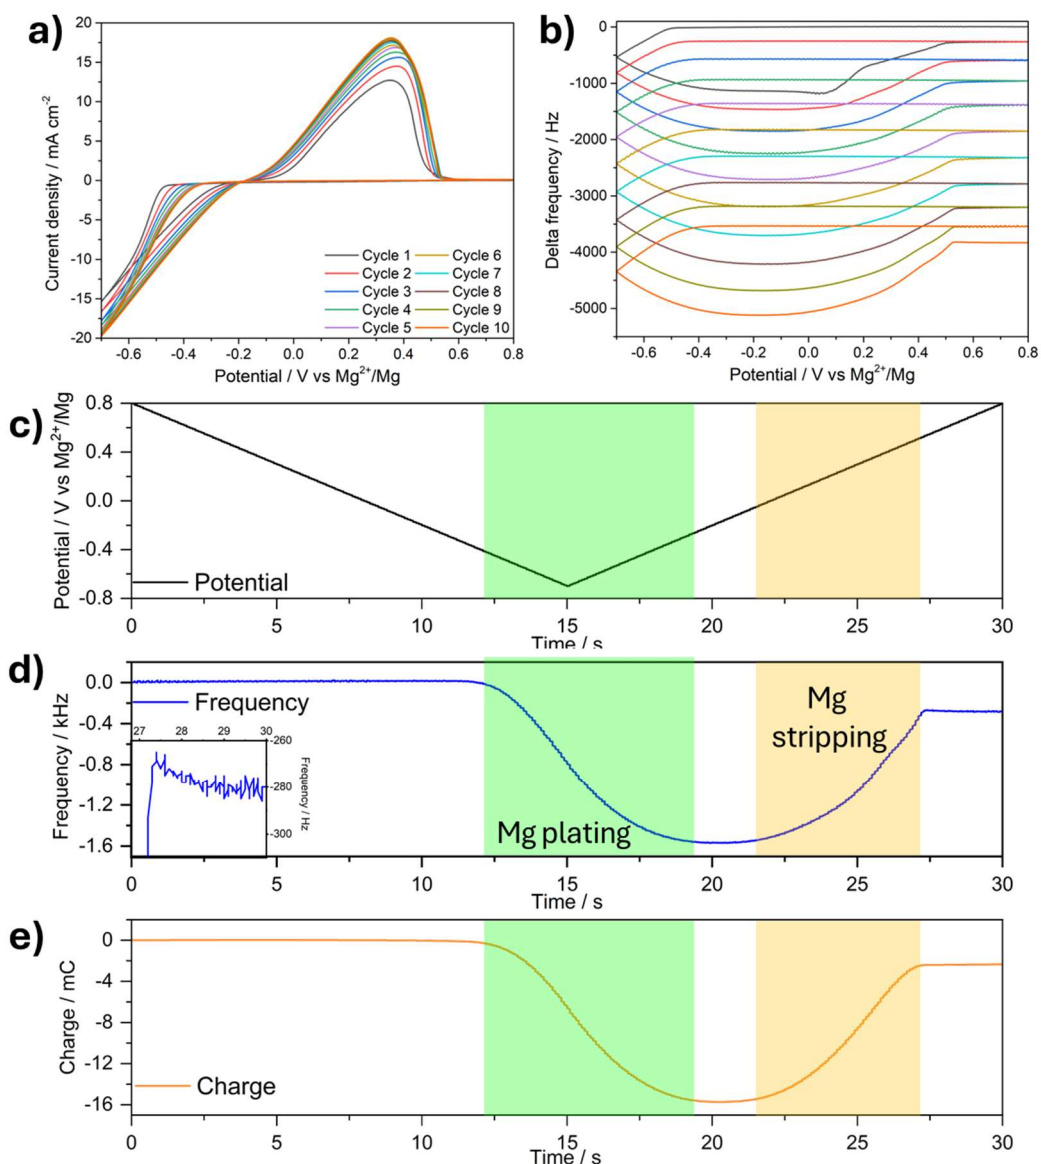 a)
20
15
10
5
0
-5
-10
-15
-20
Current density / mA cm-2
-0.6
-0.4
-0.2
0.0
0.2
0.4
0.6
0.8
Potential / V vs Mg2+/Mg
Cycle 1
Cycle 2
Cycle 3
Cycle 4
Cycle 5
Cycle 6
Cycle 7
Cycle 8
Cycle 9
Cycle 10
b)
0
-1000
-2000
-3000
-4000
-5000
Delta frequency / Hz
-0.6
-0.4
-0.2
0.0
0.2
0.4
0.6
0.8
Potential / V vs Mg2+/Mg
c)
0.8
0.4
0.0
-0.4
-0.8
Potential / V vs Mg2+/Mg
Potential
0
5
10
15
20
25
30
Time / s
d)
0.0
-0.4
-0.8
-1.2
-1.6
Frequency / kHz
Frequency
27
28
29
30
-260
-280
-300
Frequency / Hz
Mg plating
Mg
stripping
0
5
10
15
20
25
30
Time / s
e)
0
-4
-8
-12
-16
Charge / mC
Charge
0
5
10
15
20
25
30
Time / s